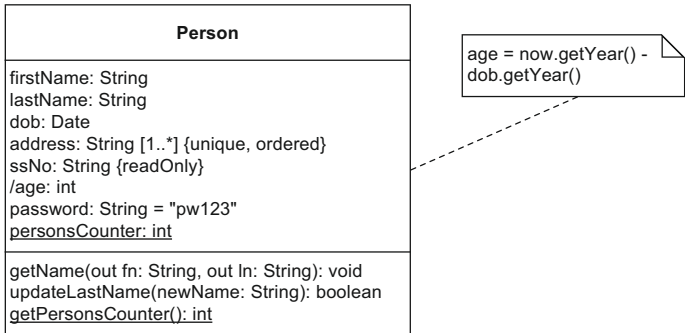 Person
firstName: String
lastName: String
dob: Date
address: String [1..*] {unique, ordered}
ssNo: String {readOnly}
/age: int
password: String = "pw123"
personsCounter: int
getName(out fn: String, out ln: String): void
updateLastName(newName: String): boolean
getPersonsCounter(): int
age = now.getYear() -
dob.getYear()